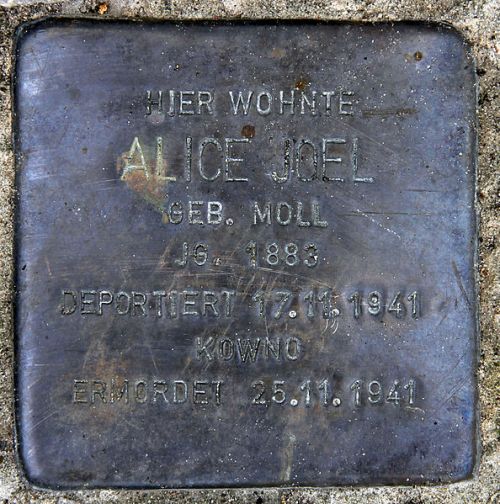 HIER WOHNTE
ALICE JOEL
GEB. MOLL
JG. 1883
DEPORTIERT 17.11.1941
KOWNO
ERMORDET 25.11.1941